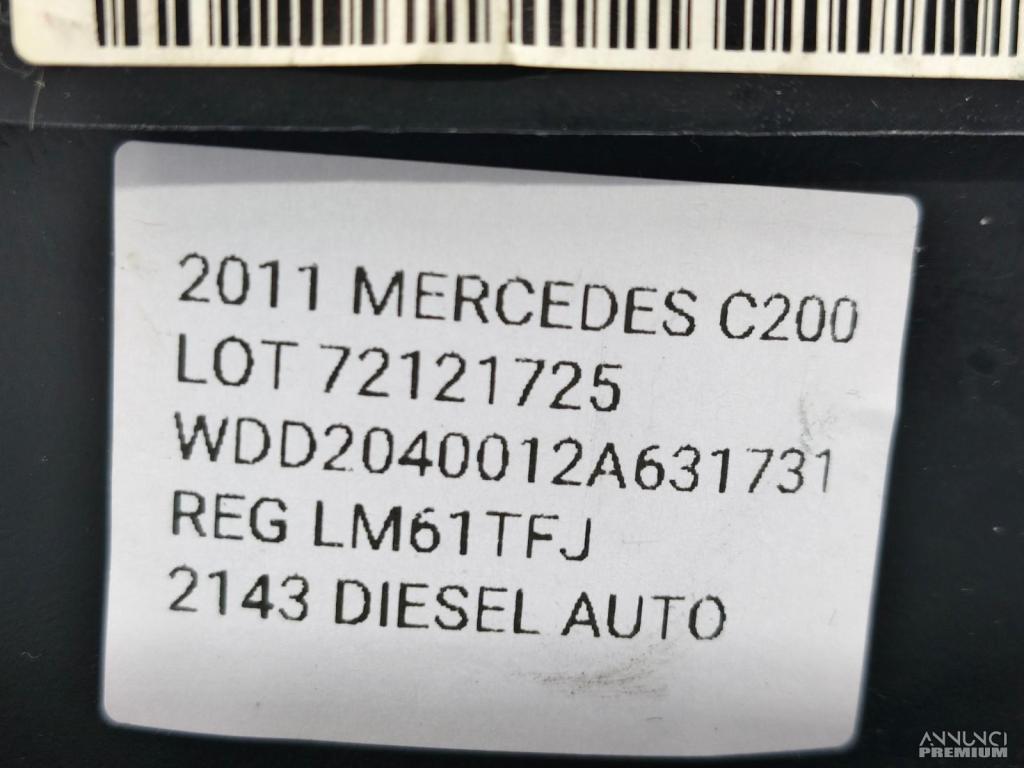 2011 MERCEDES C200
LOT 72121725
WDD2040012A631731
REG LM61TFJ
2143 DIESEL AUTO
ANNUNCI
PREMIUM